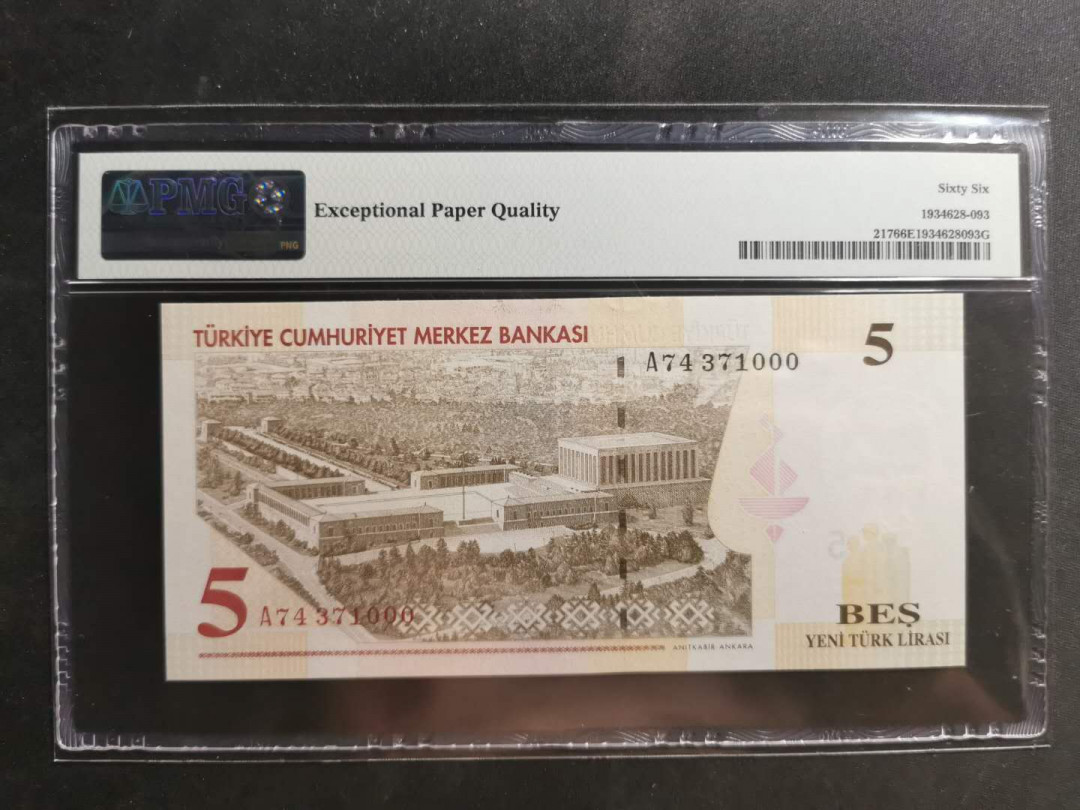 PMG
PNG
Exceptional Paper Quality
Sixty Six
1934628-093
21766E1934628093G
TÜRKİYE CUMHURİYET MERKEZ BANKASI
A74 371000
5
5
A74 371000
BEŞ
YENİ TÜRK LİRASI
ANITKABİR ANKARA